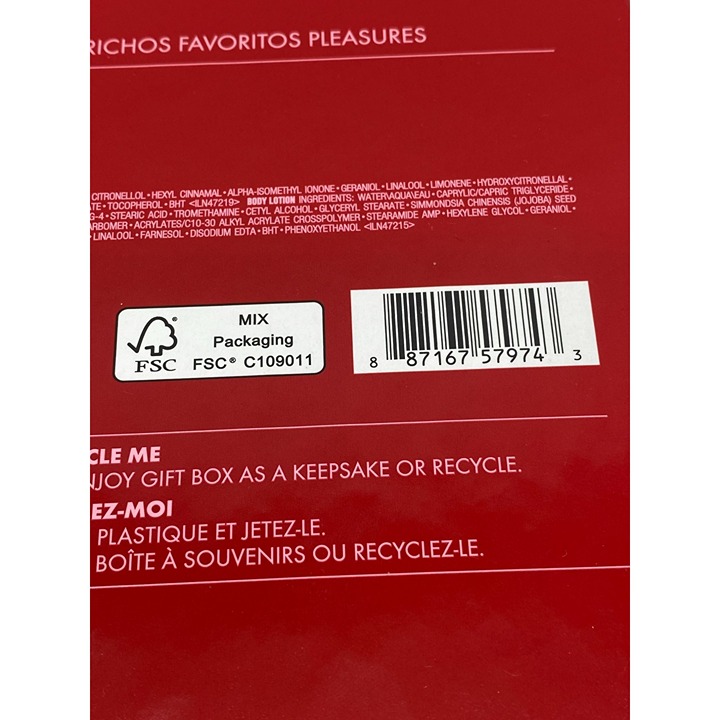 RICHOS FAVORITOS PLEASURES
CITRONELLOL • HEXYL CINNAMAL • ALPHA-ISOMETHYL IONONE • GERANIOL • LINALOOL • LIMONENE • HYDROXYCITRONELLAL •
ATE • TOCOPHEROL • BHT <ILN47219> BODY LOTION INGREDIENTS: WATER\AQUA\EAU • CAPRYLIC/CAPRIC TRIGLYCERIDE •
G-4 • STEARIC ACID • TROMETHAMINE • CETYL ALCOHOL • GLYCERYL STEARATE • SIMMONDSIA CHINENSIS (JOJOBA) SEED
ARBOMER • ACRYLATES/C10-30 ALKYL ACRYLATE CROSSPOLYMER • STEARAMIDE AMP • HEXYLENE GLYCOL • GERANIOL •
LINALOOL • FARNESOL • DISODIUM EDTA • BHT • PHENOXYETHANOL <ILN47215>
FSC
MIX
Packaging
FSC® C109011
8 87167 57974 3
CLE ME
NJOY GIFT BOX AS A KEEPSAKE OR RECYCLE.
EZ-MOI
PLASTIQUE ET JETEZ-LE.
BOÎTE À SOUVENIRS OU RECYCLEZ-LE.